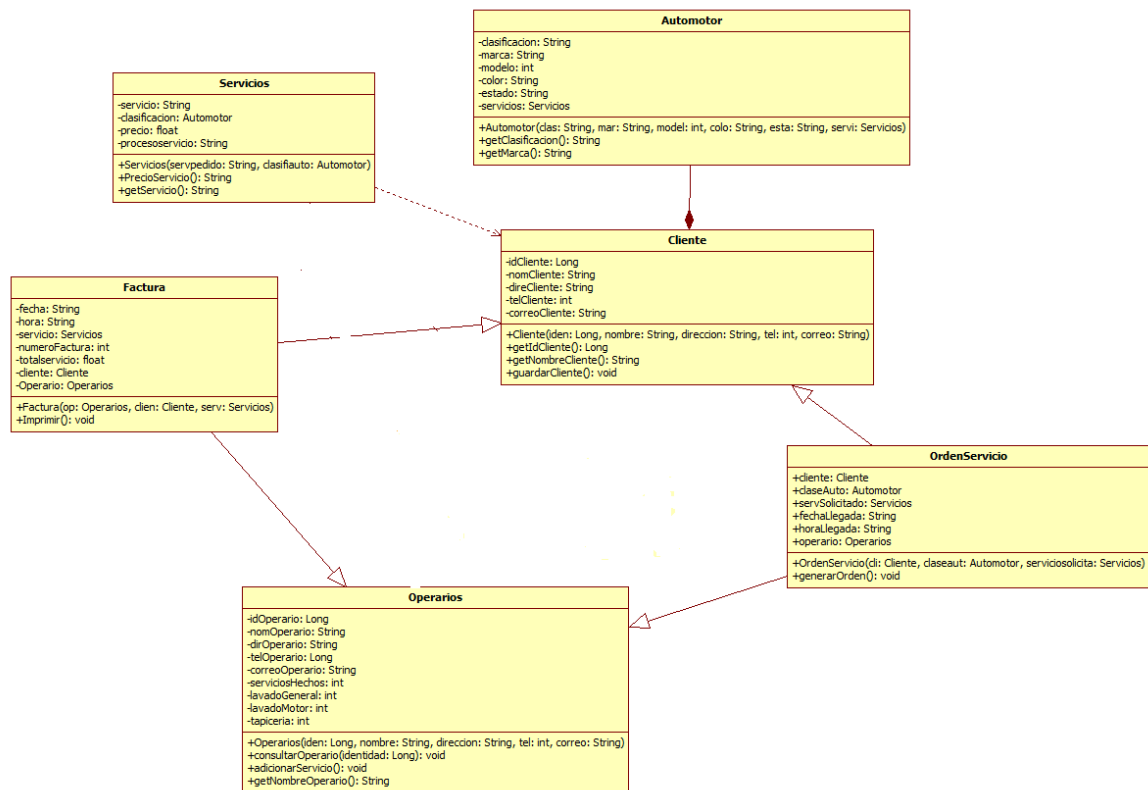 Automotor
-clasificacion: String
-marca: String
-modelo: int
-color: String
-estado: String
-servicios: Servicios
+Automotor(clas: String, mar: String, model: int, colo: String, esta: String, servi: Servicios)
+getClasificacion(): String
+getMarca(): String
Servicios
-servicio: String
-clasificacion: Automotor
-precio: float
-procesoservicio: String
+Servicios(servpedido: String, clasifiauto: Automotor)
+PrecioServicio(): String
+getServicio(): String
Cliente
-idCliente: Long
-nomCliente: String
-direCliente: String
-telCliente: int
-correoCliente: String
+Cliente(iden: Long, nombre: String, direccion: String, tel: int, correo: String)
+getIdCliente(): Long
+getNombreCliente(): String
+guardarCliente(): void
Factura
-fecha: String
-hora: String
-servicio: Servicios
-numeroFactura: int
-totalservicio: float
-cliente: Cliente
-Operario: Operarios
+Factura(op: Operarios, clien: Cliente, serv: Servicios)
+Imprimir(): void
OrdenServicio
+cliente: Cliente
+claseAuto: Automotor
+servSolicitado: Servicios
+fechaLlegada: String
+horaLlegada: String
+operario: Operarios
+OrdenServicio(cli: Cliente, claseaut: Automotor, serviciosolicita: Servicios)
+generarOrden(): void
Operarios
-idOperario: Long
-nomOperario: String
-dirOperario: String
-telOperario: Long
-correoOperario: String
-serviciosHechos: int
-lavadoGeneral: int
-lavadoMotor: int
-tapiceria: int
+Operarios(iden: Long, nombre: String, direccion: String, tel: int, correo: String)
+consultarOperario(identidad: Long): void
+adicionarServicio(): void
+getNombreOperario(): String